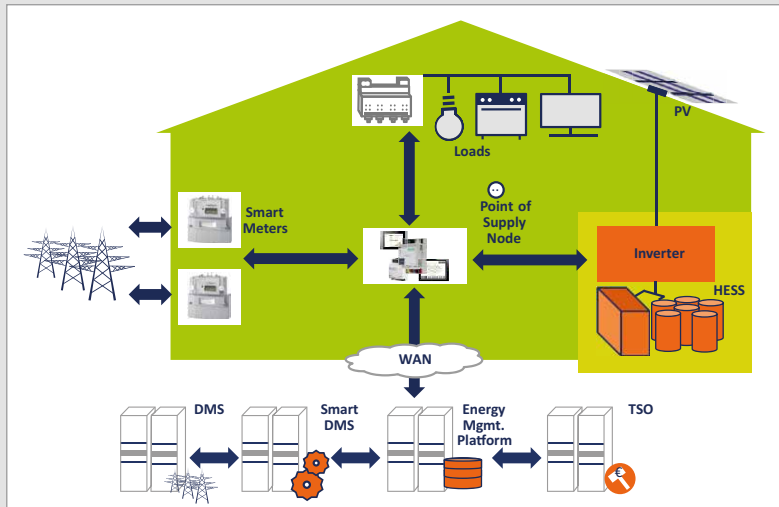 PV
Loads
Smart
Meters
Point of
Supply
Node
Inverter
HESS
WAN
DMS
Smart
DMS
Energy
Mgmt.
Platform
TSO
€